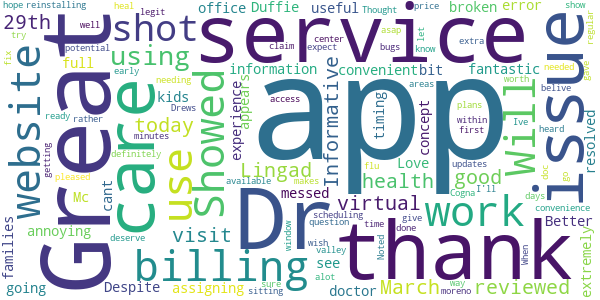 hope reinstalling
heal
legit
office Duffie useful broken error price show
29th shot service
well Thought let regular
try potential using center asap bugs extra
fix full claim expect know
Great Website care Showed app issue
information convenient bit fantastic needed
kids appears access areas worth gave
early needing experience Informative timing concept plans believe
ready rather today Drews within first
minutes Love heard I've resolved
definitely use Lingad flu updates doc
getting health good Will go
pleased Mc cant available makes Cogna I'll days
annoying Dr messed virtual work convenience
deserve scheduling time give Better
families visit question window wish done see thank Noted When extremely
going Despite billing valley way
assigning alot doctor March reviewed
sure sitting moreno